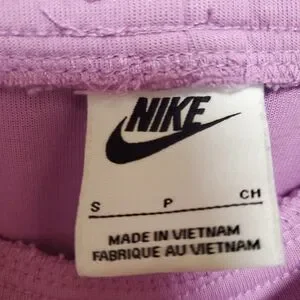 NIKE
S P CH
MADE IN VIETNAM
FABRIQUE AU VIETNAM